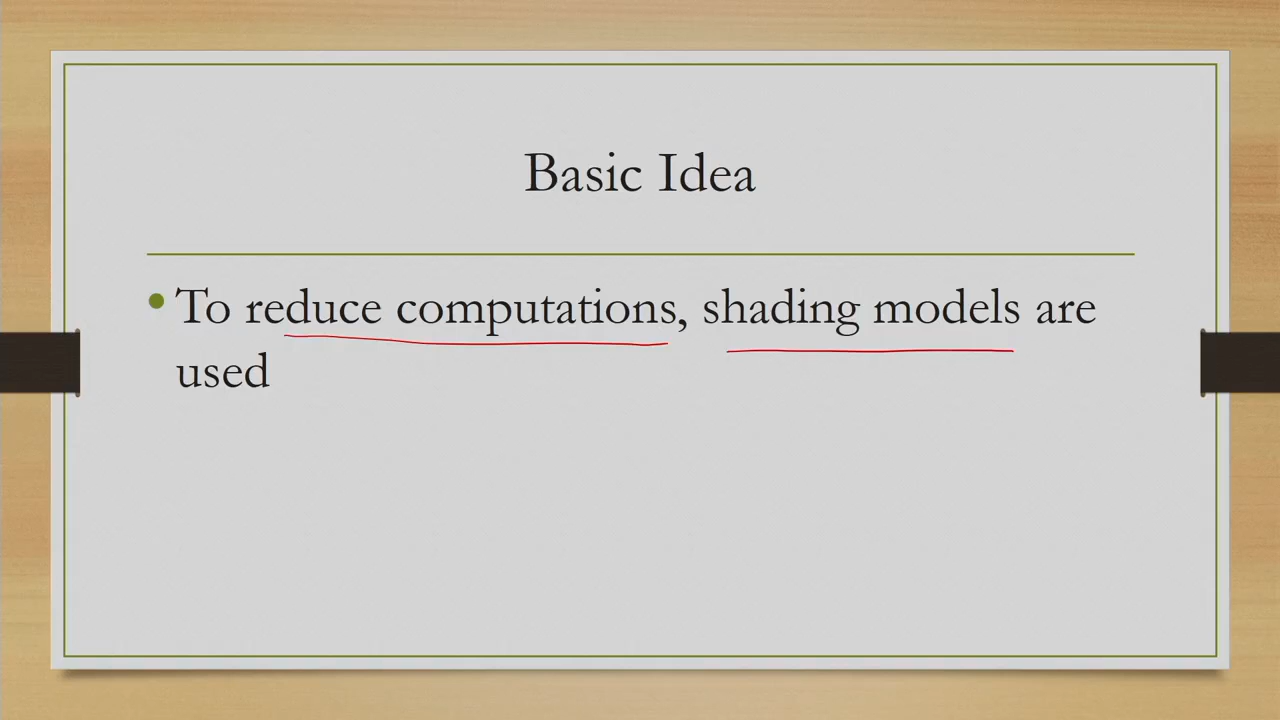 Basic Idea
• To reduce computations, shading models are
used